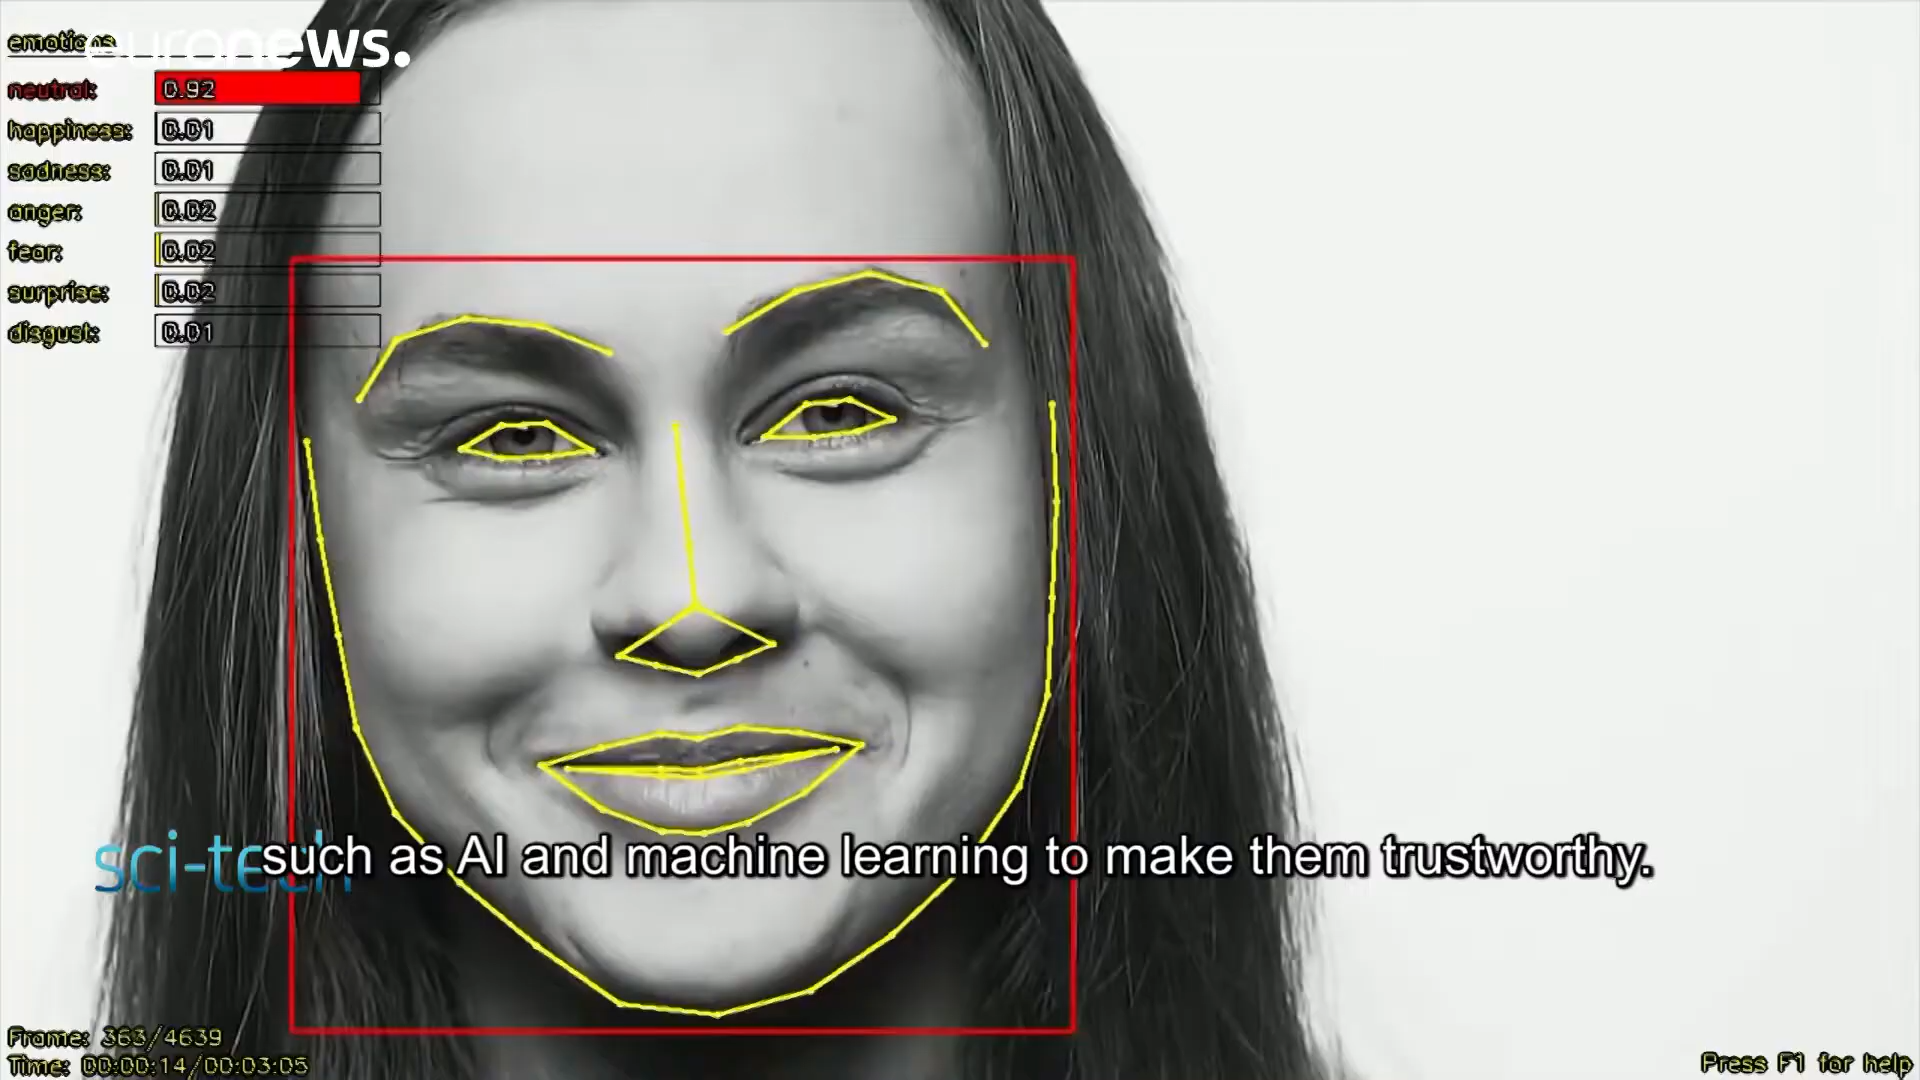 euronews.
emotions
neutral: 0.92
happiness: 0.01
sadness: 0.01
anger: 0.02
fear: 0.02
surprise: 0.02
disgust: 0.01
sci-tech
such as AI and machine learning to make them trustworthy.
Frame: 363/4639
Time: 00:00:14/00:03:05
Press F1 for help